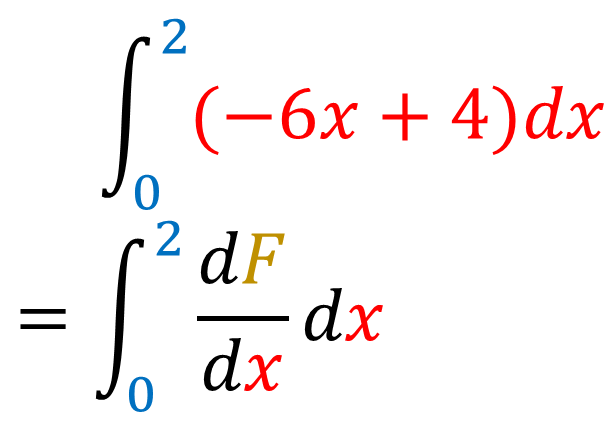 ∫₀² (−6x + 4)dx
= ∫₀² dF/dx dx